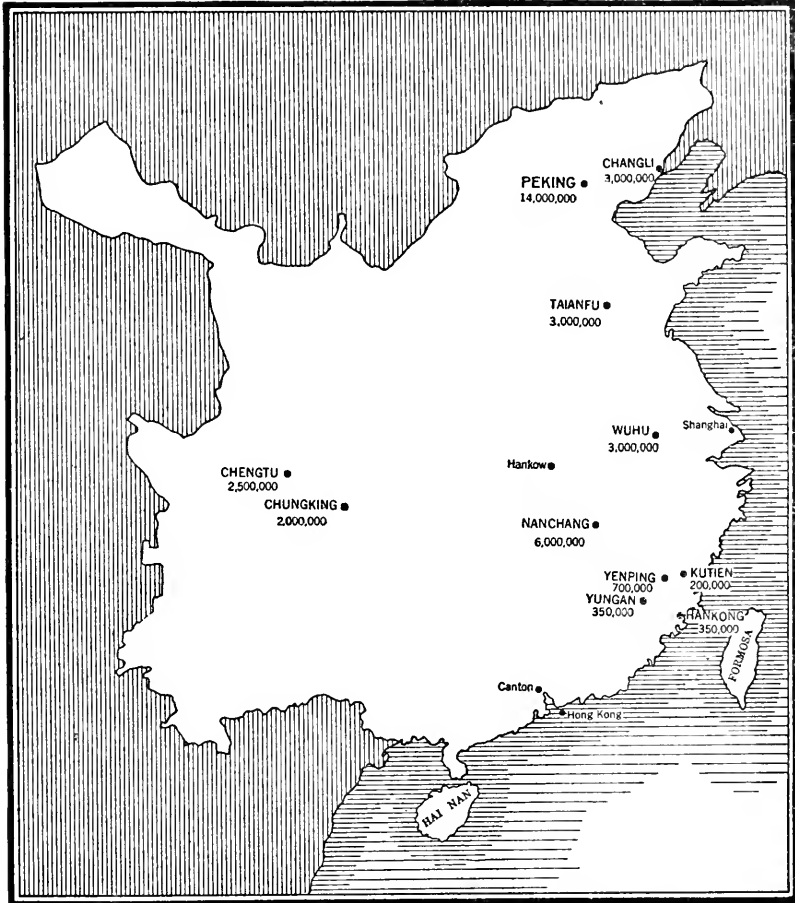 CHANGLI
3,000,000
PEKING
14,000,000
TAIANFU
3,000,000
WUHU
3,000,000
Shanghai
Hankow
CHENGTU
2,500,000
CHUNGKING
2,000,000
NANCHANG
6,000,000
YENPING
700,000
KUTIEN
200,000
YUNGAN
350,000
HANKONG
350,000
FORMOSA
Canton
Hong Kong
HAI NAN